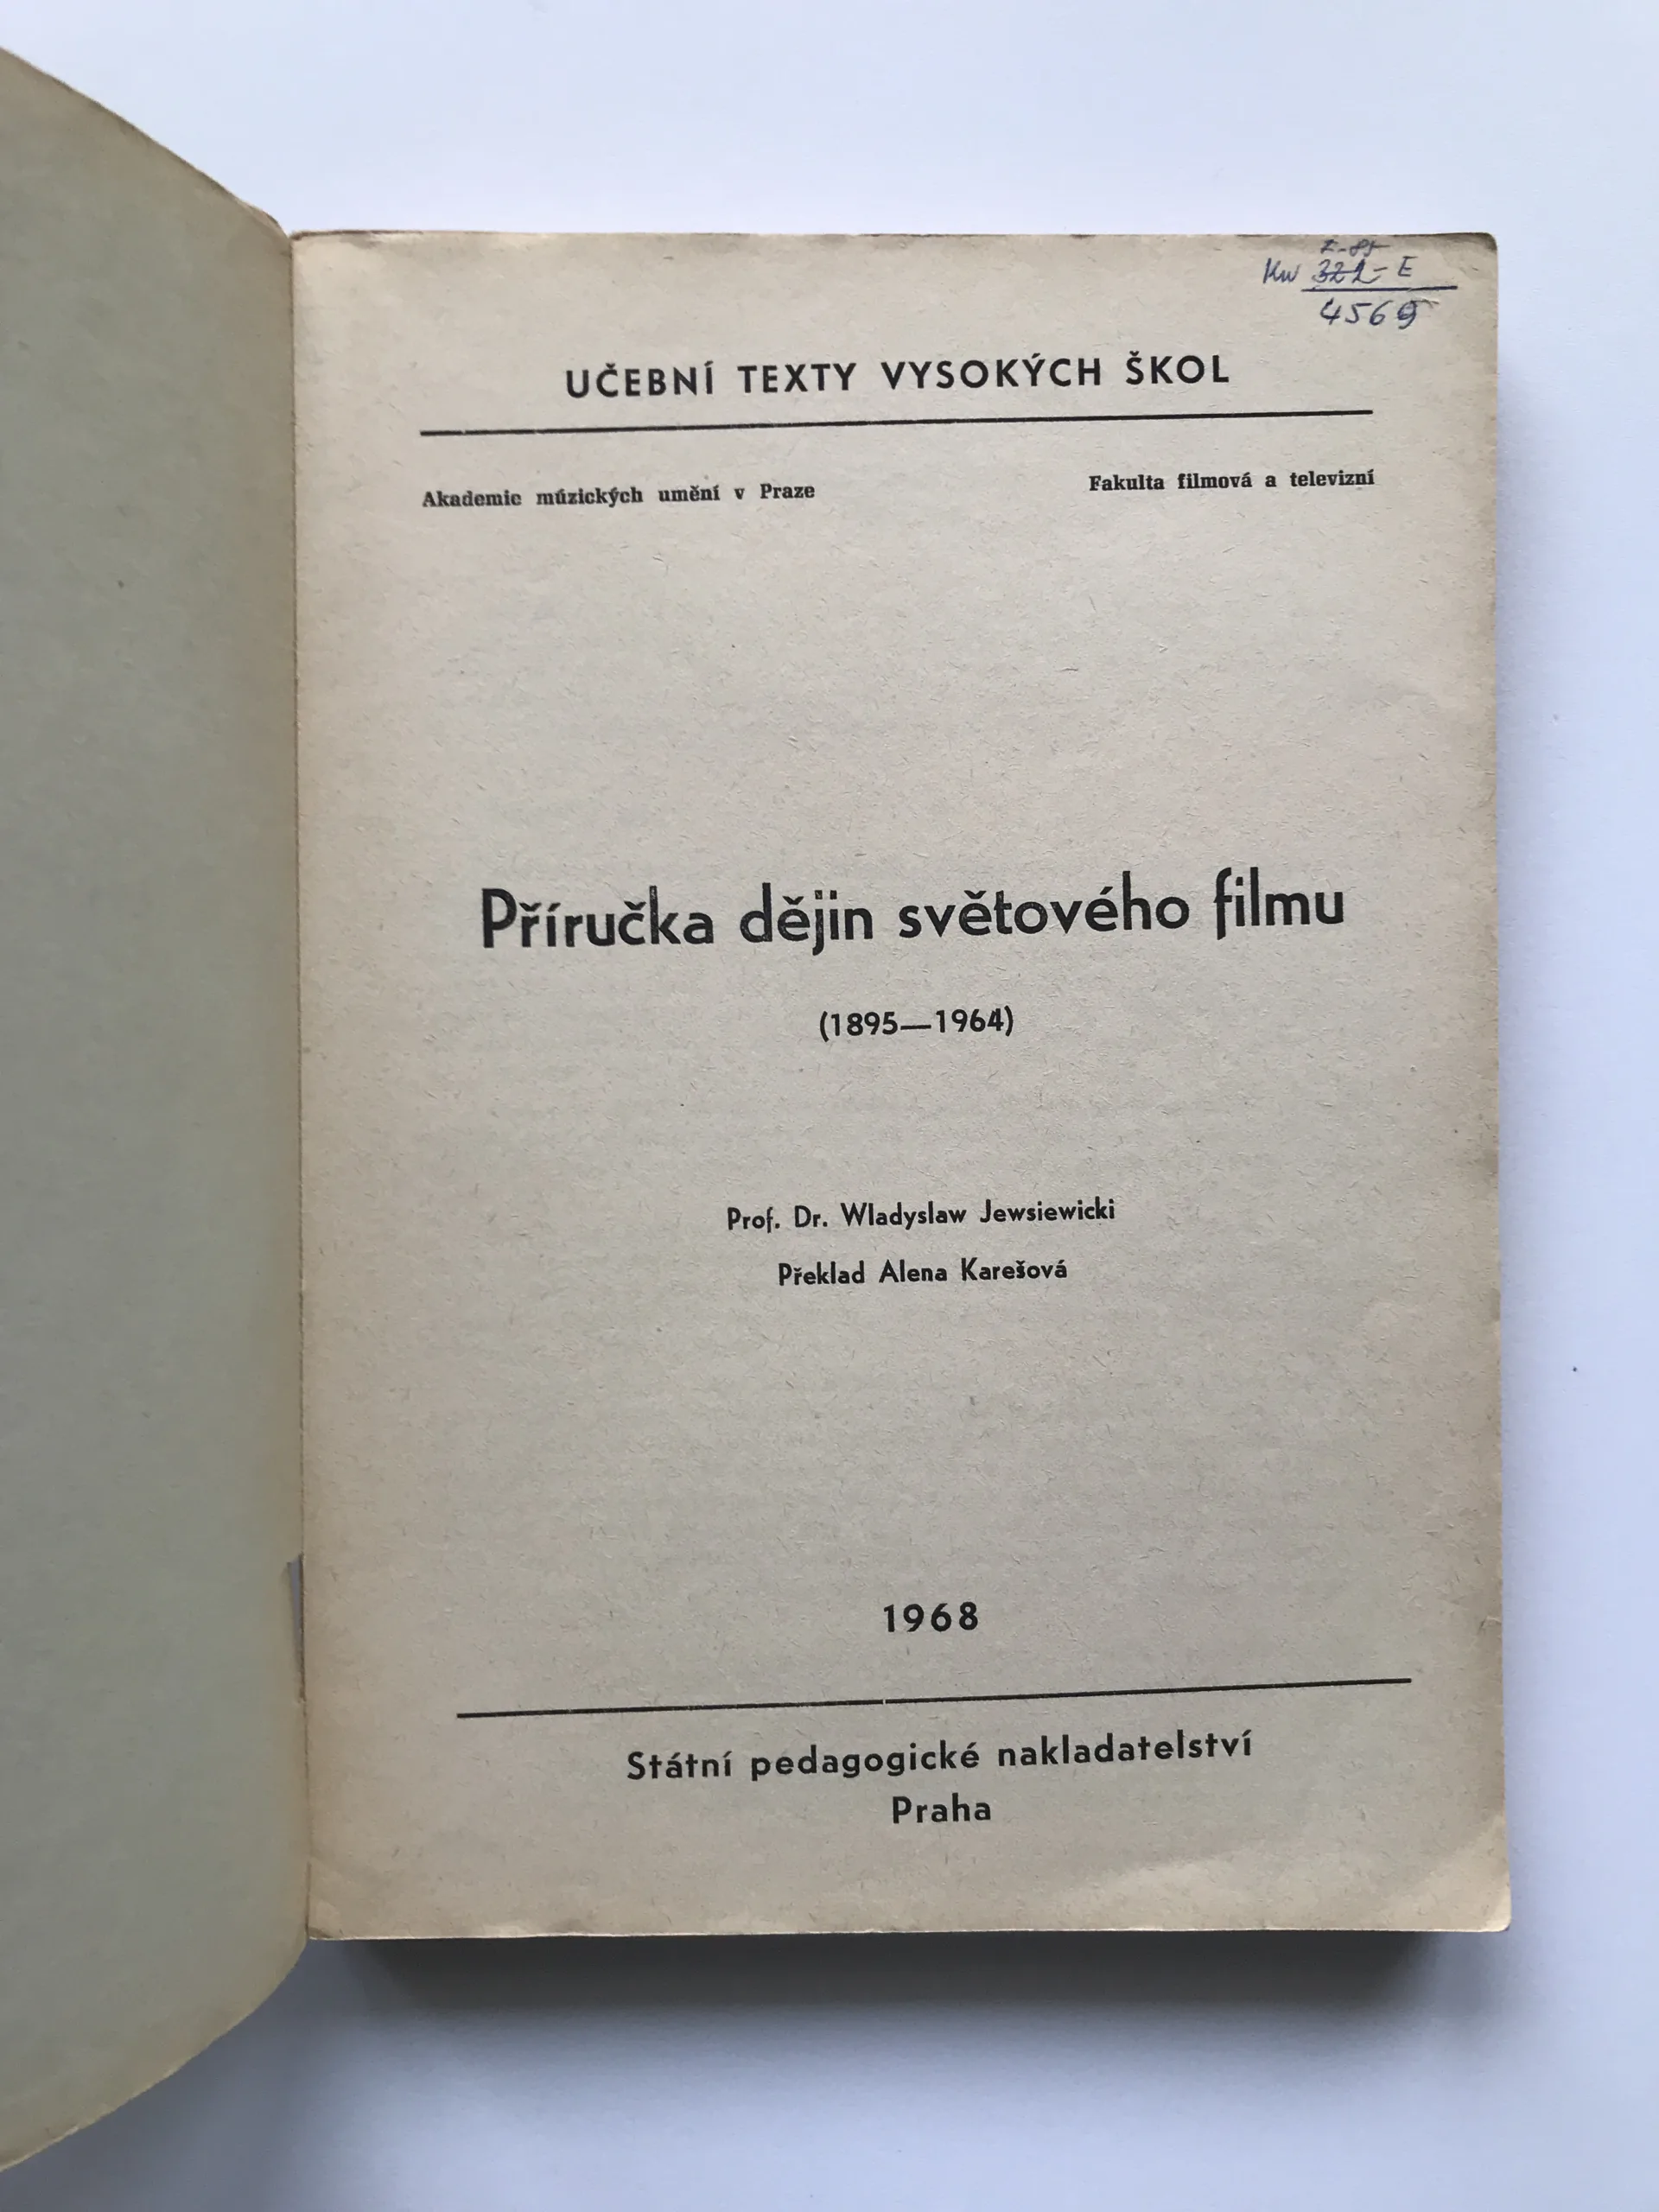 Kw 322-E
4569
UČEBNÍ TEXTY VYSOKÝCH ŠKOL
Akademie múzických umění v Praze Fakulta filmová a televizní
Příručka dějin světového filmu
(1895—1964)
Prof. Dr. Wladyslaw Jewsiewicki
Překlad Alena Karešová
1968
Státní pedagogické nakladatelství
Praha